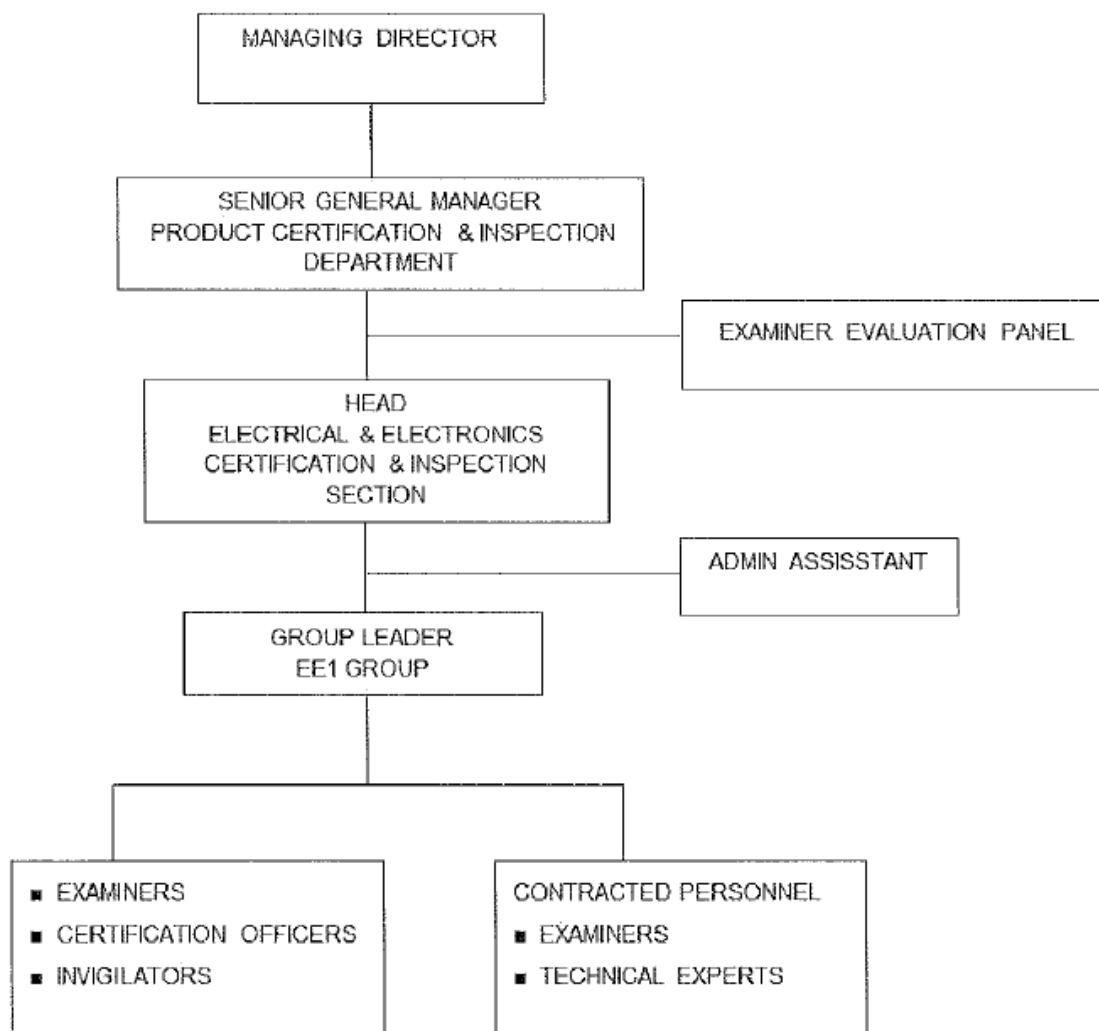 MANAGING DIRECTOR
SENIOR GENERAL MANAGER
PRODUCT CERTIFICATION & INSPECTION
DEPARTMENT
EXAMINER EVALUATION PANEL
HEAD
ELECTRICAL & ELECTRONICS
CERTIFICATION & INSPECTION
SECTION
ADMIN ASSISSTANT
GROUP LEADER
EE1 GROUP
▪ EXAMINERS
▪ CERTIFICATION OFFICERS
▪ INVIGILATORS
CONTRACTED PERSONNEL
▪ EXAMINERS
▪ TECHNICAL EXPERTS